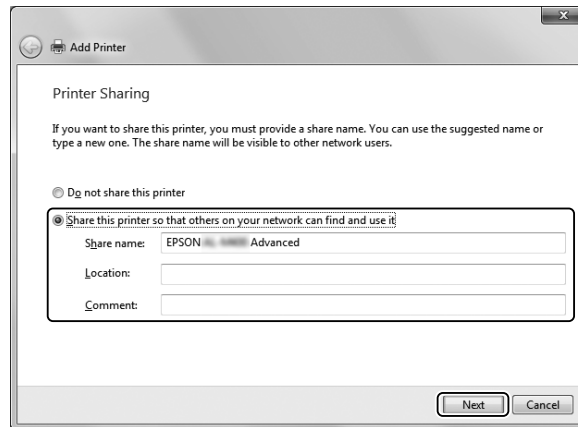 Add Printer
Printer Sharing
If you want to share this printer, you must provide a share name. You can use the suggested name or
type a new one. The share name will be visible to other network users.
Do not share this printer
Share this printer so that others on your network can find and use it
Share name: EPSON Advanced
Location:
Comment:
Next Cancel